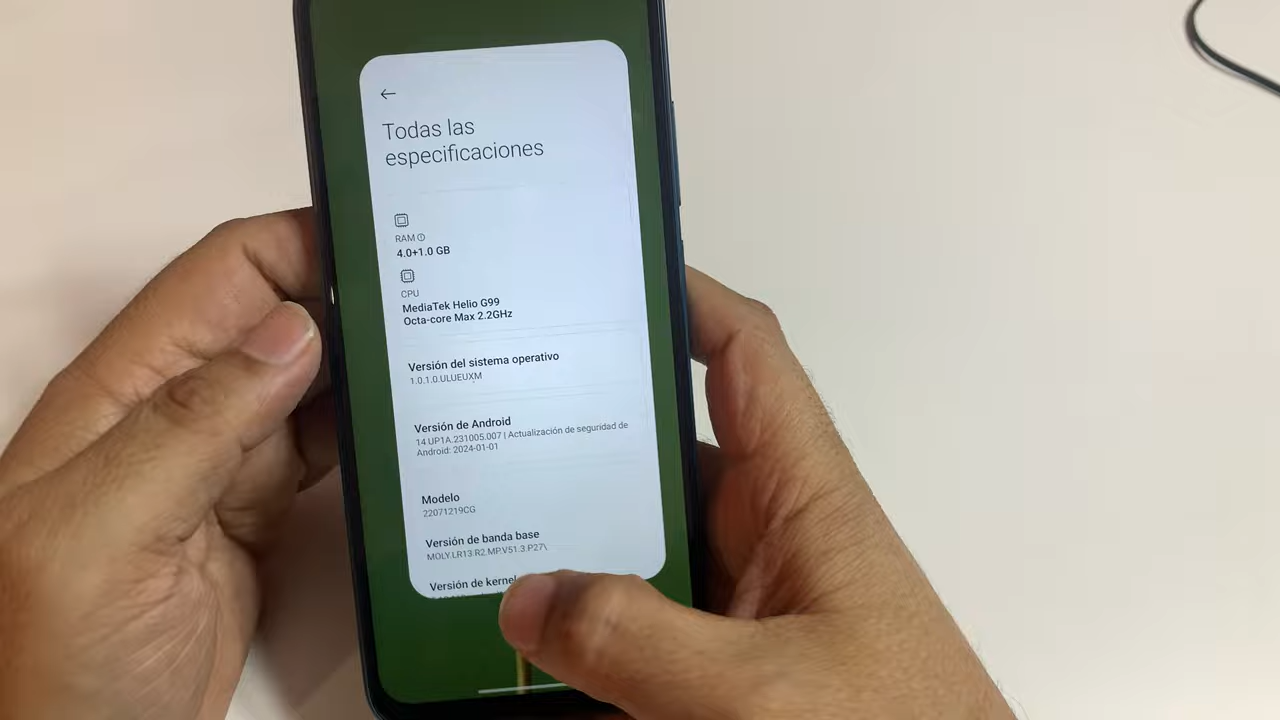 Todas las
especificaciones
RAM
4.0+1.0 GB
CPU
MediaTek Helio G99
Octa-core Max 2.2GHz
Versión del sistema operativo
1.0.1.0.ULUEUXM
Versión de Android
14 UP1A.231005.007 | Actualización de seguridad de
Android: 2024-01-01
Modelo
22071219CG
Versión de banda base
MOLY.LR13.R2.MP.V51.3.P27\
Versión de kernel